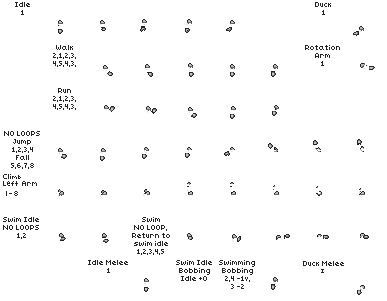 Idle
1
Duck
1
Walk
2,1,2,3,
4,5,4,3,
Rotation
Arm
1
Run
2,1,2,3,
4,5,4,3,
NO LOOPS
Jump
1,2,3,4
Fall
5,6,7,8
Climb
Left Arm
1-8
Swim Idle
NO LOOPS
1,2
Swim
NO LOOP,
Return to
swim idle
1,2,3,4,5
Idle Melee
1
Swim Idle
Bobbing
Idle +0
Swimming
Bobbing
2,4 -1v,
3 -2
Duck Melee
1